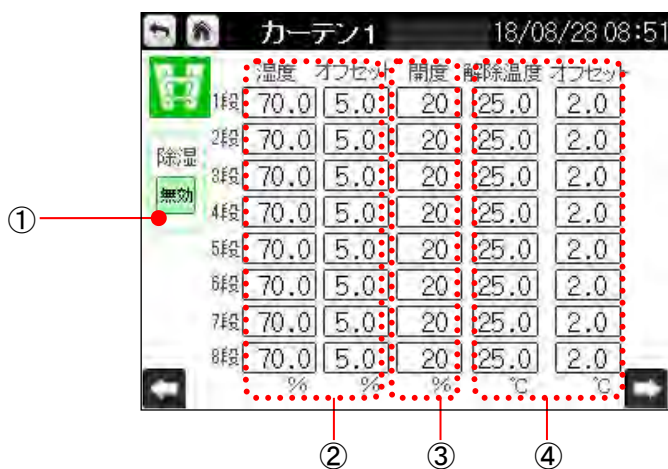 カーテン1 18/08/28 08:51
湿度 オフセット 開度 解除温度 オフセット
1段 70.0 5.0 20 25.0 2.0
2段 70.0 5.0 20 25.0 2.0
除湿
3段 70.0 5.0 20 25.0 2.0
無効
①
4段 70.0 5.0 20 25.0 2.0
5段 70.0 5.0 20 25.0 2.0
6段 70.0 5.0 20 25.0 2.0
7段 70.0 5.0 20 25.0 2.0
8段 70.0 5.0 20 25.0 2.0
% % % ℃ ℃
② ③ ④